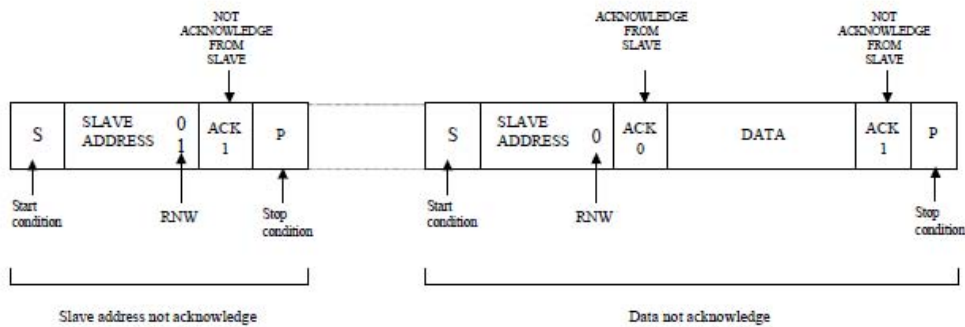 NOT
ACKNOWLEDGE
FROM
SLAVE
ACKNOWLEDGE
FROM
SLAVE
NOT
ACKNOWLEDGE
FROM
SLAVE
S
SLAVE
ADDRESS
0
1
ACK
1
P
S
SLAVE
ADDRESS
0
ACK
0
DATA
ACK
1
P
Start
condition
RNW
Stop
condition
Start
condition
RNW
Stop
condition
Slave address not acknowledge
Data not acknowledge